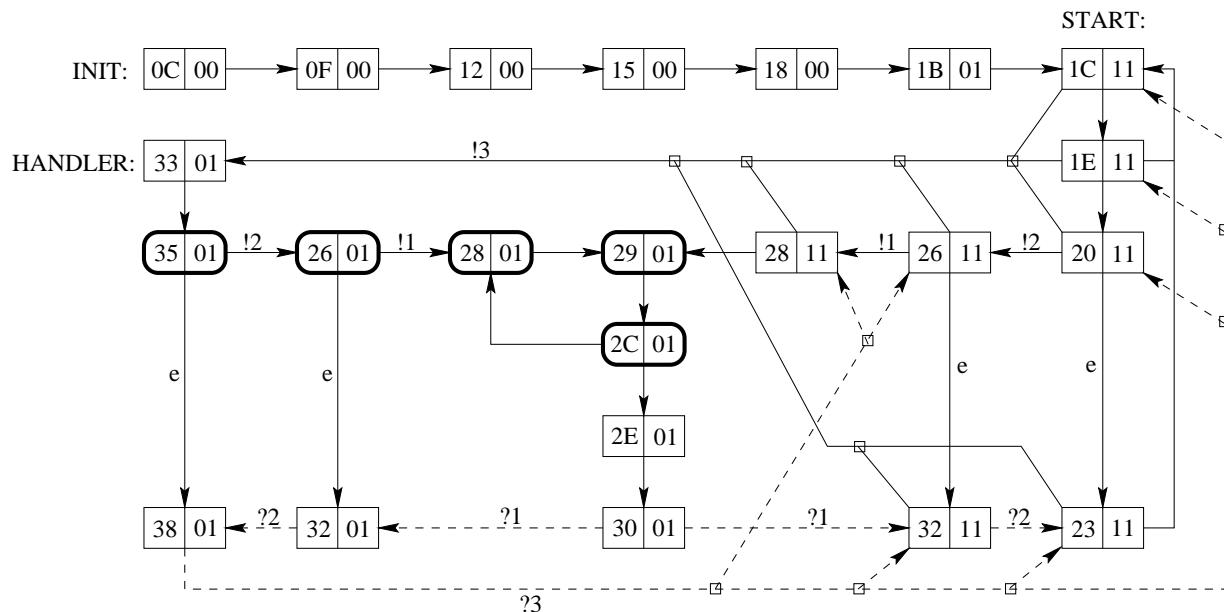 START:
INIT: 0C 00 0F 00 12 00 15 00 18 00 1B 01 1C 11
HANDLER: 33 01 !3 1E 11
35 01 !2 26 01 !1 28 01 29 01 28 11 !1 26 11 !2 20 11
2C 01
e e e e
2E 01
38 01 ?2 32 01 ?1 30 01 ?1 32 11 ?2 23 11
?3